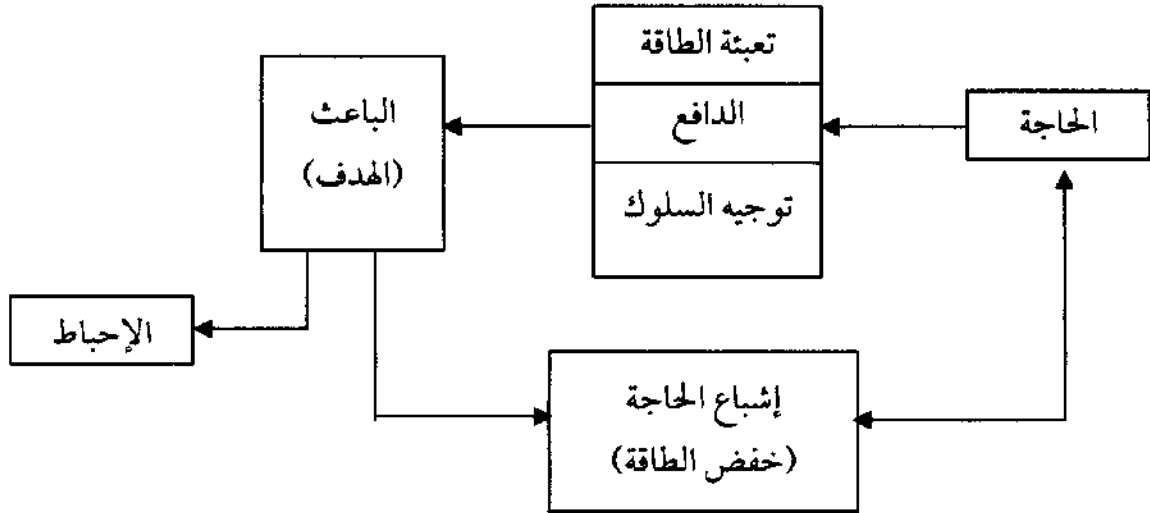 الحاجة
تعبئة الطاقة
الدافع
توجيه السلوك
الباعث
(الهدف)
الإحباط
إشباع الحاجة
(خفض الطاقة)